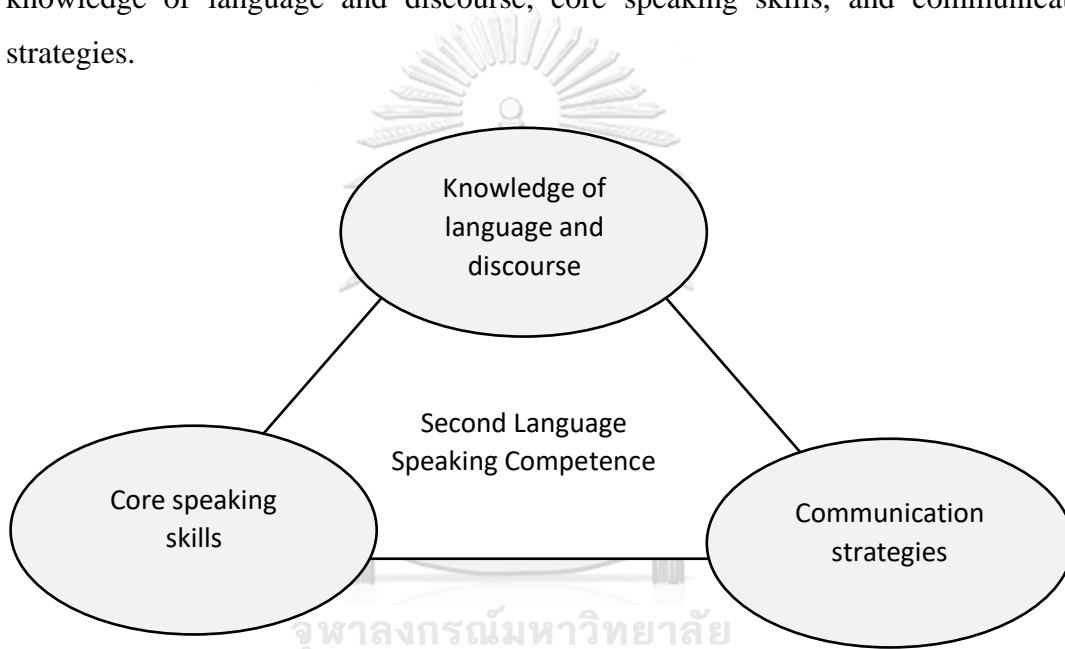 knowledge of language and discourse, core speaking skills, and communicat
strategies.
Knowledge of
language and
discourse
Second Language
Speaking Competence
Core speaking
skills
Communication
strategies
จุฬาลงกรณ์มหาวิทยาลัย